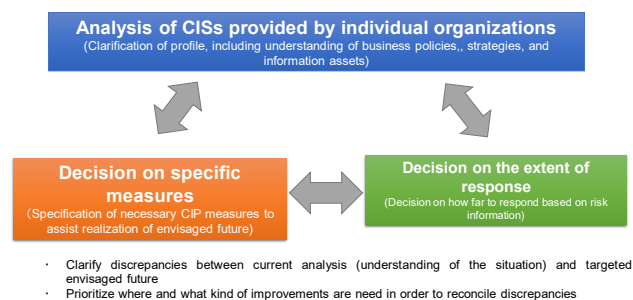 Analysis of CISs provided by individual organizations
(Clarification of profile, including understanding of business policies,, strategies, and
information assets)
Decision on specific
measures
(Specification of necessary CIP measures to
assist realization of envisaged future)
Decision on the extent of
response
(Decision on how far to respond based on risk
information)
· Clarify discrepancies between current analysis (understanding of the situation) and targeted
envisaged future
· Prioritize where and what kind of improvements are need in order to reconcile discrepancies